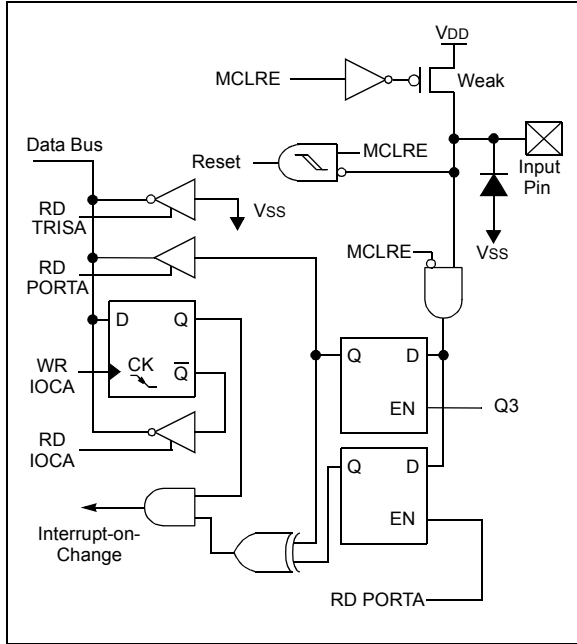 VDD
MCLRE
Weak
Data Bus
Reset
MCLRE
Input
Pin
RD
TRISA
VSS
VSS
RD
PORTA
MCLRE
D
Q
Q
D
WR
IOCA
CK
Q
EN
Q3
RD
IOCA
Q
D
EN
Interrupt-on-
Change
RD PORTA